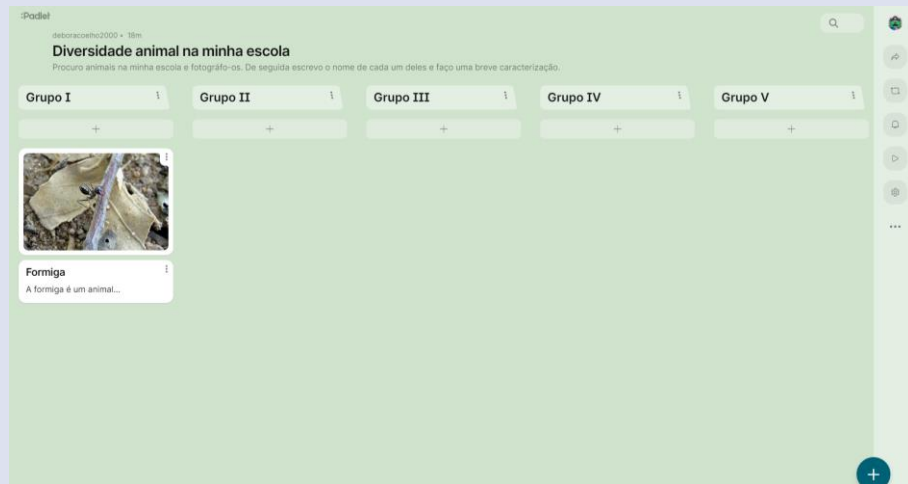 :Padlet
deboracoelho2000 • 18m
Diversidade animal na minha escola
Procuro animais na minha escola e fotográfo-os. De seguida escrevo o nome de cada um deles e faço uma breve caracterização.
Grupo I
Grupo II
Grupo III
Grupo IV
Grupo V
Formiga
A formiga é um animal...